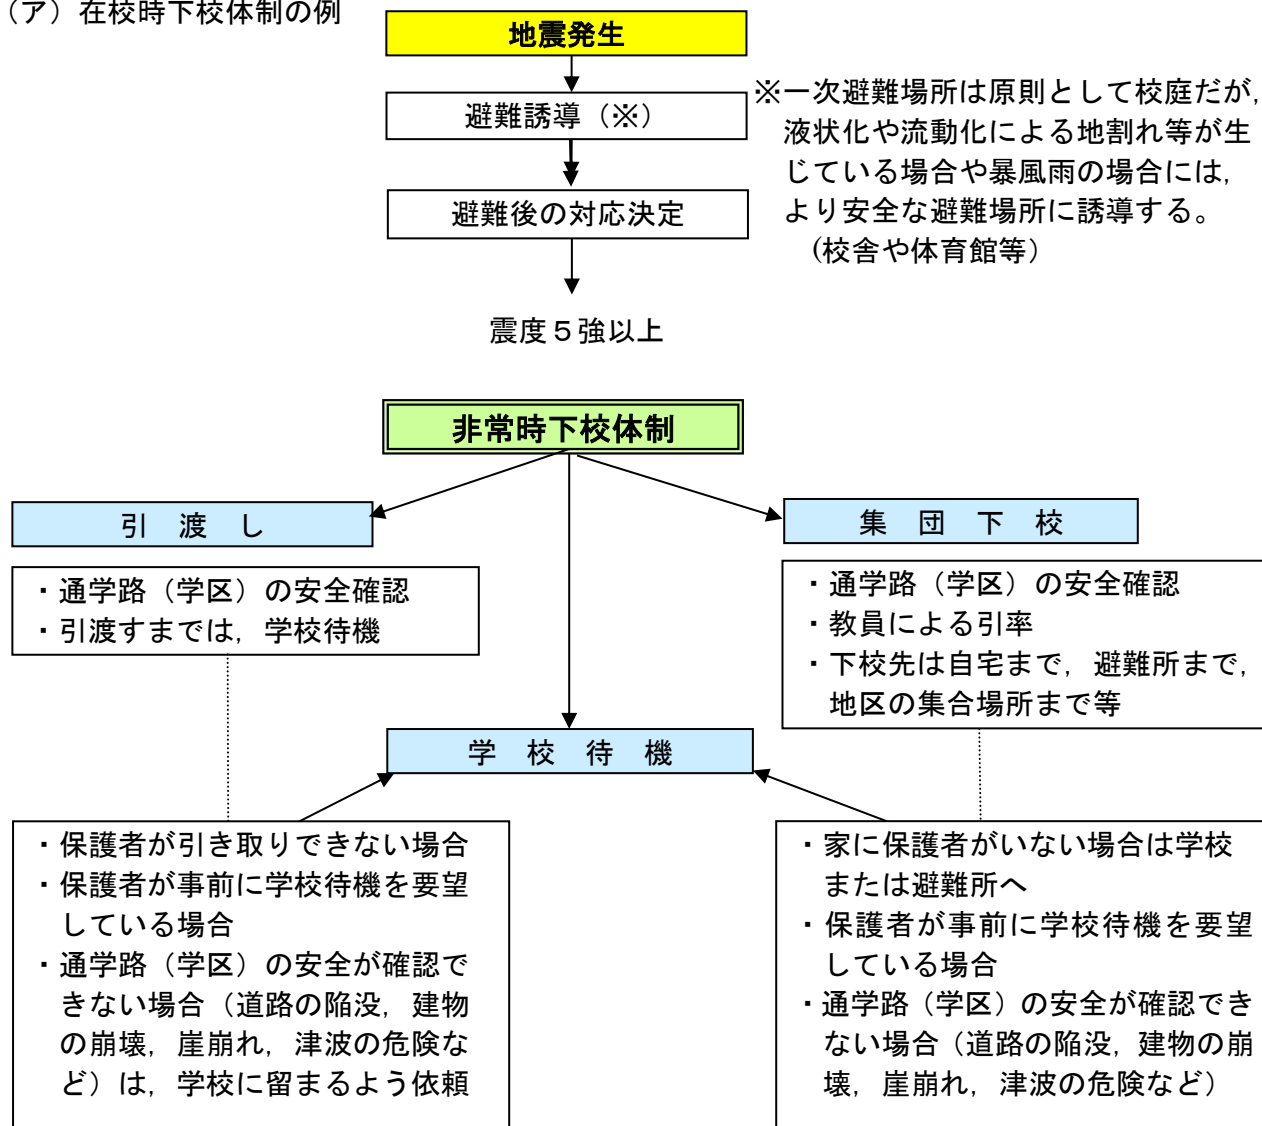 （ア）在校時下校体制の例
地震発生
避難誘導（※）
※一次避難場所は原則として校庭だが，
液状化や流動化による地割れ等が生
じている場合や暴風雨の場合には，
より安全な避難場所に誘導する。
（校舎や体育館等）
避難後の対応決定
震度５強以上
非常時下校体制
引　渡　し
・通学路（学区）の安全確認
・引渡すまでは，学校待機
集　団　下　校
・通学路（学区）の安全確認
・教員による引率
・下校先は自宅まで，避難所まで，
地区の集合場所まで等
学　校　待　機
・保護者が引き取りできない場合
・保護者が事前に学校待機を要望
している場合
・通学路（学区）の安全が確認で
きない場合（道路の陥没，建物
の崩壊，崖崩れ，津波の危険な
ど）は，学校に留まるよう依頼
・家に保護者がいない場合は学校
または避難所へ
・保護者が事前に学校待機を要望
している場合
・通学路（学区）の安全が確認でき
ない場合（道路の陥没，建物の崩
壊，崖崩れ，津波の危険など）